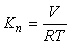 K_n = V / RT